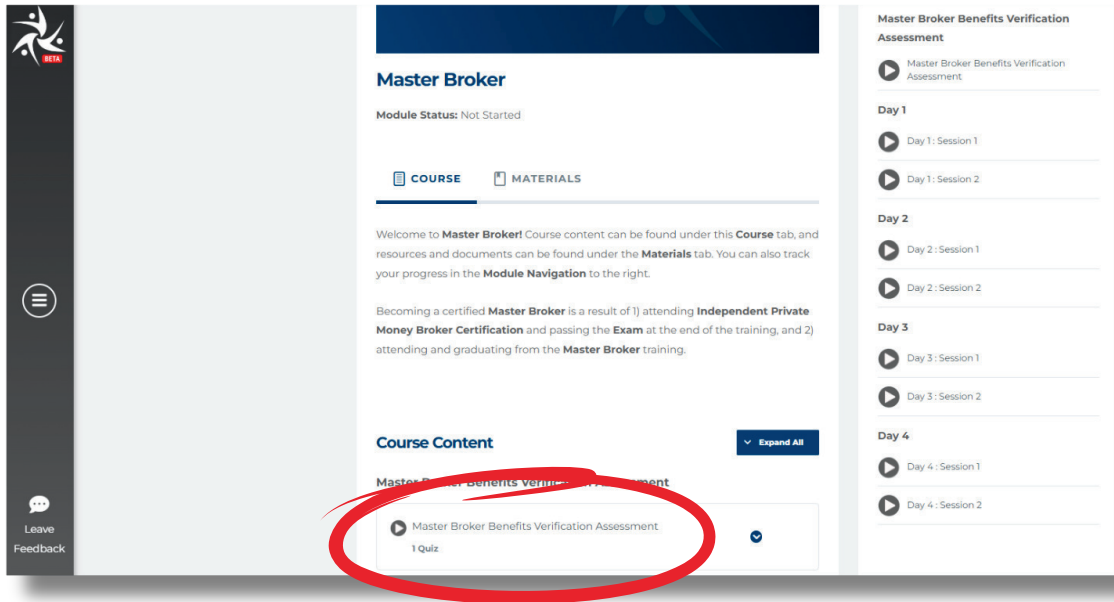 BETA
Leave
Feedback
Master Broker
Module Status: Not Started
COURSE
MATERIALS
Welcome to Master Broker! Course content can be found under this Course tab, and
resources and documents can be found under the Materials tab. You can also track
your progress in the Module Navigation to the right.
Becoming a certified Master Broker is a result of 1) attending Independent Private
Money Broker Certification and passing the Exam at the end of the training, and 2)
attending and graduating from the Master Broker training.
Course Content
Expand All
Master Broker Benefits Verification Assessment
Master Broker Benefits Verification Assessment
1 Quiz
Master Broker Benefits Verification
Assessment
Master Broker Benefits Verification
Assessment
Day 1
Day 1 : Session 1
Day 1 : Session 2
Day 2
Day 2 : Session 1
Day 2 : Session 2
Day 3
Day 3 : Session 1
Day 3 : Session 2
Day 4
Day 4 : Session 1
Day 4 : Session 2